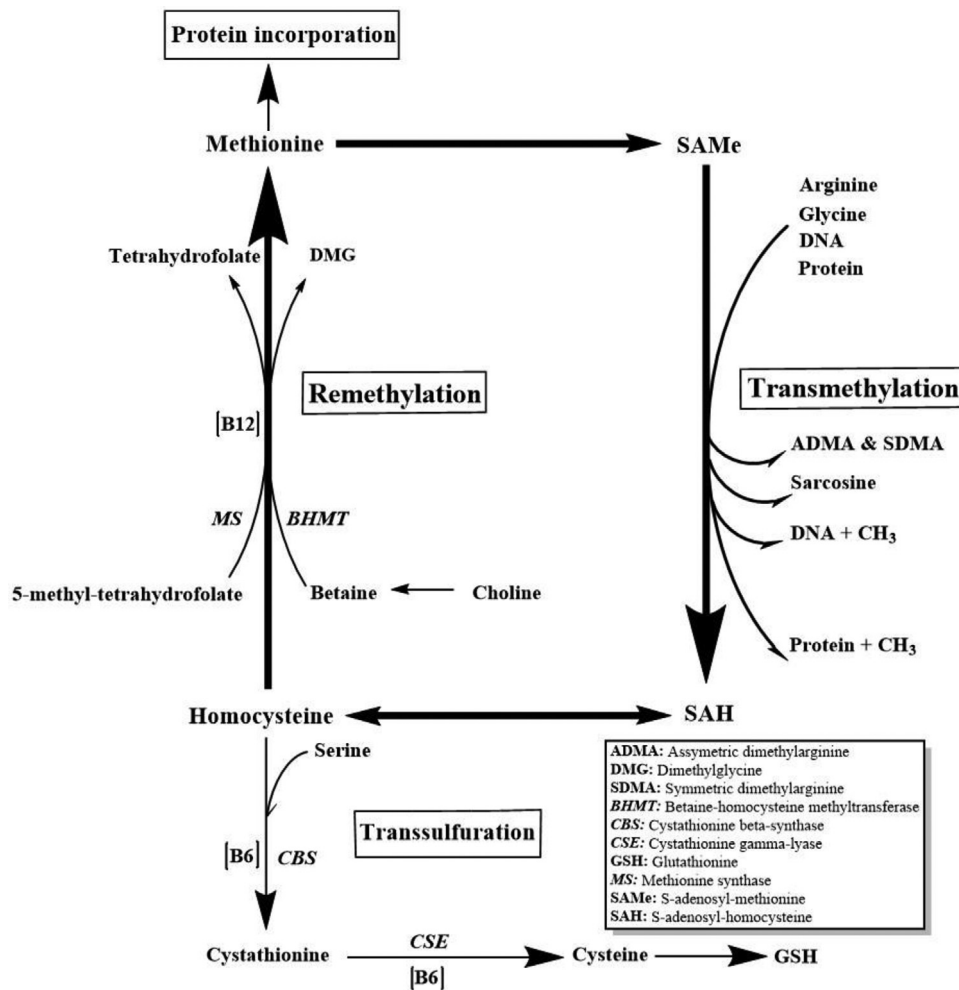 Protein incorporation
Methionine
SAMe
Arginine
Glycine
DNA
Protein
Tetrahydrofolate
DMG
Remethylation
Transmethylation
[B12]
ADMA & SDMA
Sarcosine
MS
BHMT
DNA + CH₃
5-methyl-tetrahydrofolate
Betaine
Choline
Protein + CH₃
Homocysteine
SAH
Serine
Transsulfuration
[B6]
CBS
ADMA: Assymetric dimethylarginine
DMG: Dimethylglycine
SDMA: Symmetric dimethylarginine
BHMT: Betaine-homocysteine methyltransferase
CBS: Cystathionine beta-synthase
CSE: Cystathionine gamma-lyase
GSH: Glutathionine
MS: Methionine synthase
SAMe: S-adenosyl-methionine
SAH: S-adenosyl-homocysteine
Cystathionine
CSE
[B6]
Cysteine
GSH